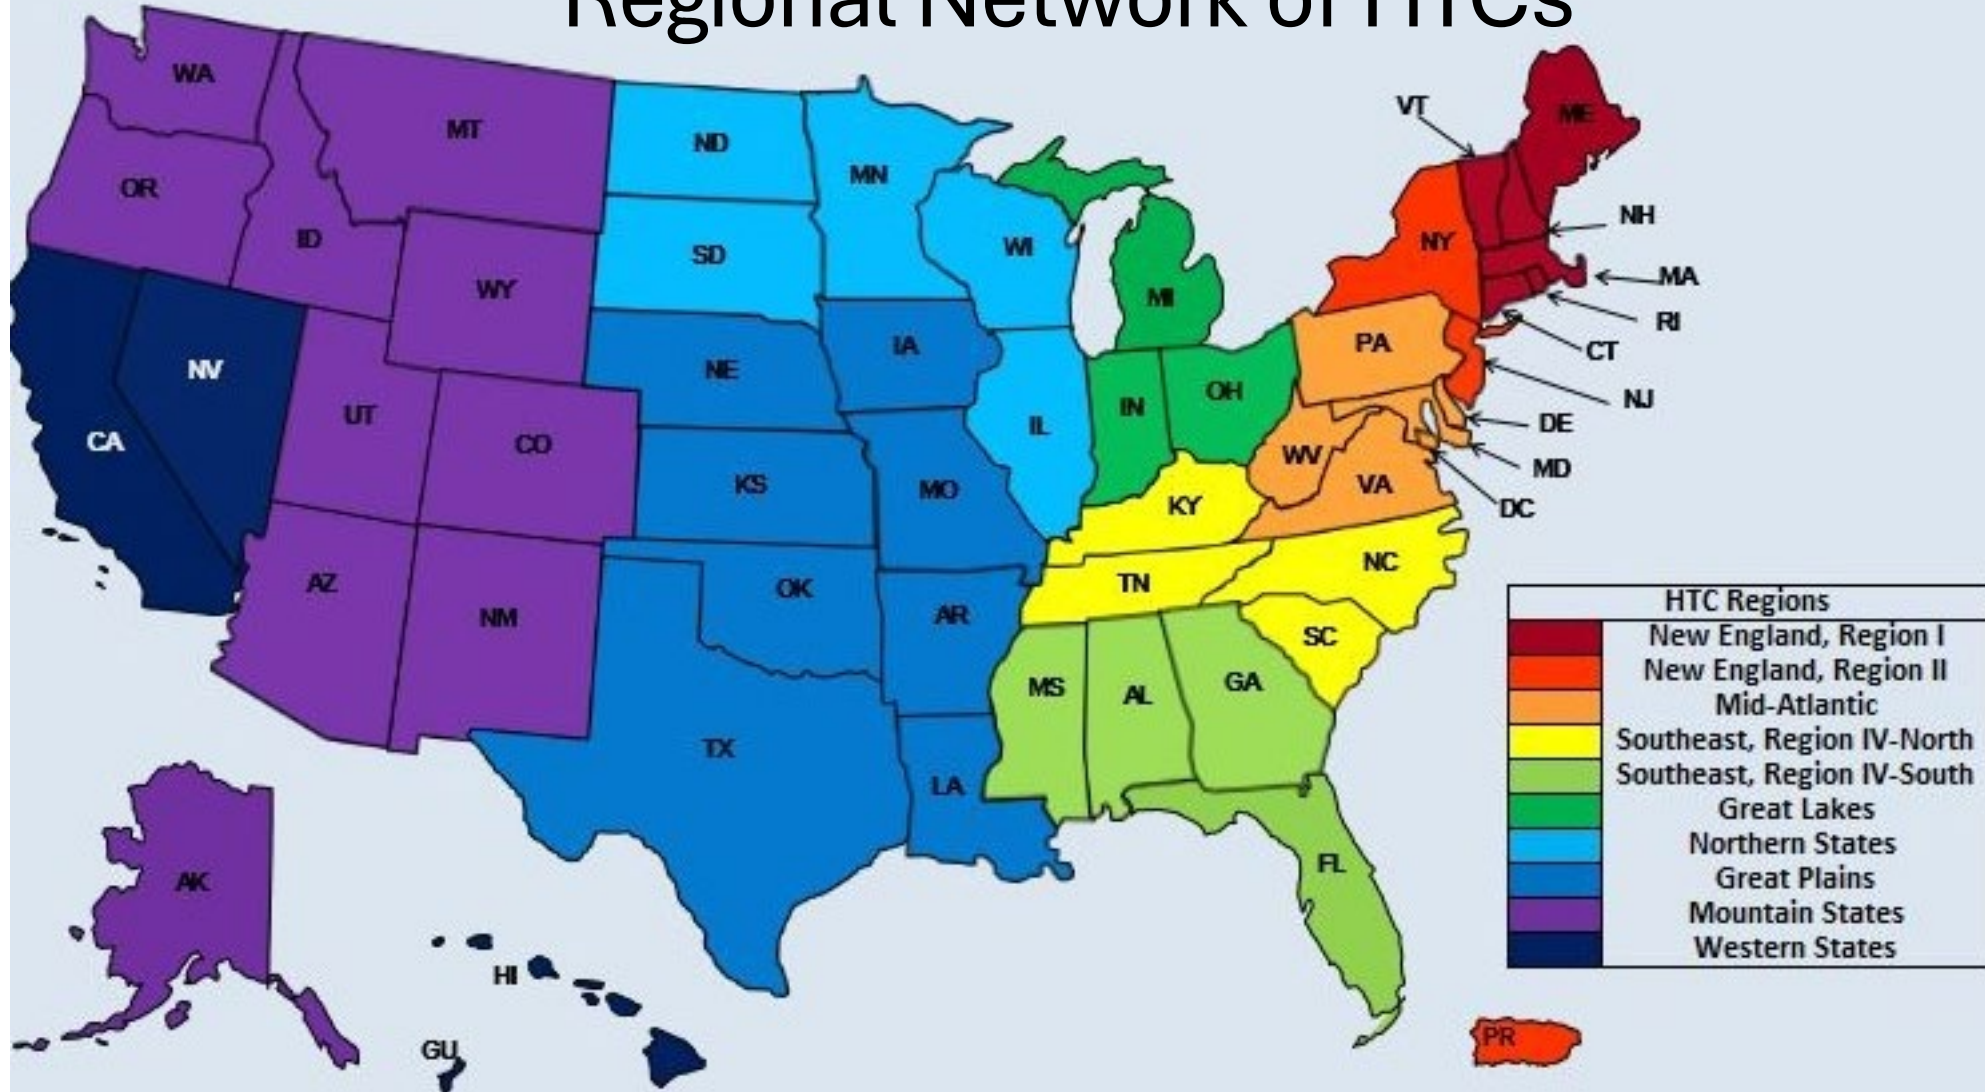 Regional Network of HTCs
WA
MT
ND
MN
VT
ME
OR
ID
WY
SD
WI
MI
NY
NH
MA
RI
CT
NJ
NV
CA
UT
CO
NE
IA
IL
IN
OH
PA
DE
MD
DC
WV
VA
KS
MO
KY
AZ
NM
OK
AR
TN
NC
SC
TX
LA
MS
AL
GA
FL
AK
HI
GU
PR
HTC Regions
New England, Region I
New England, Region II
Mid-Atlantic
Southeast, Region IV-North
Southeast, Region IV-South
Great Lakes
Northern States
Great Plains
Mountain States
Western States